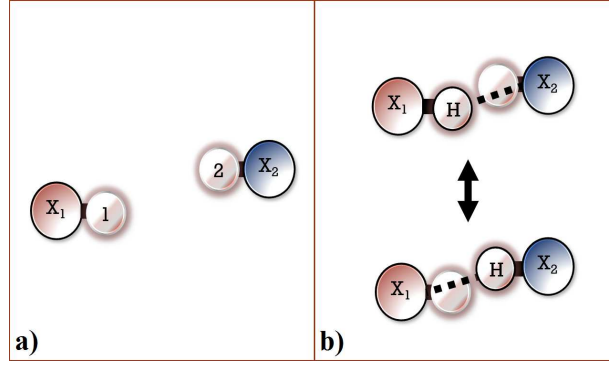 X₁ 1
2 X₂
a)
X₁ H X₂
X₁ H X₂
b)